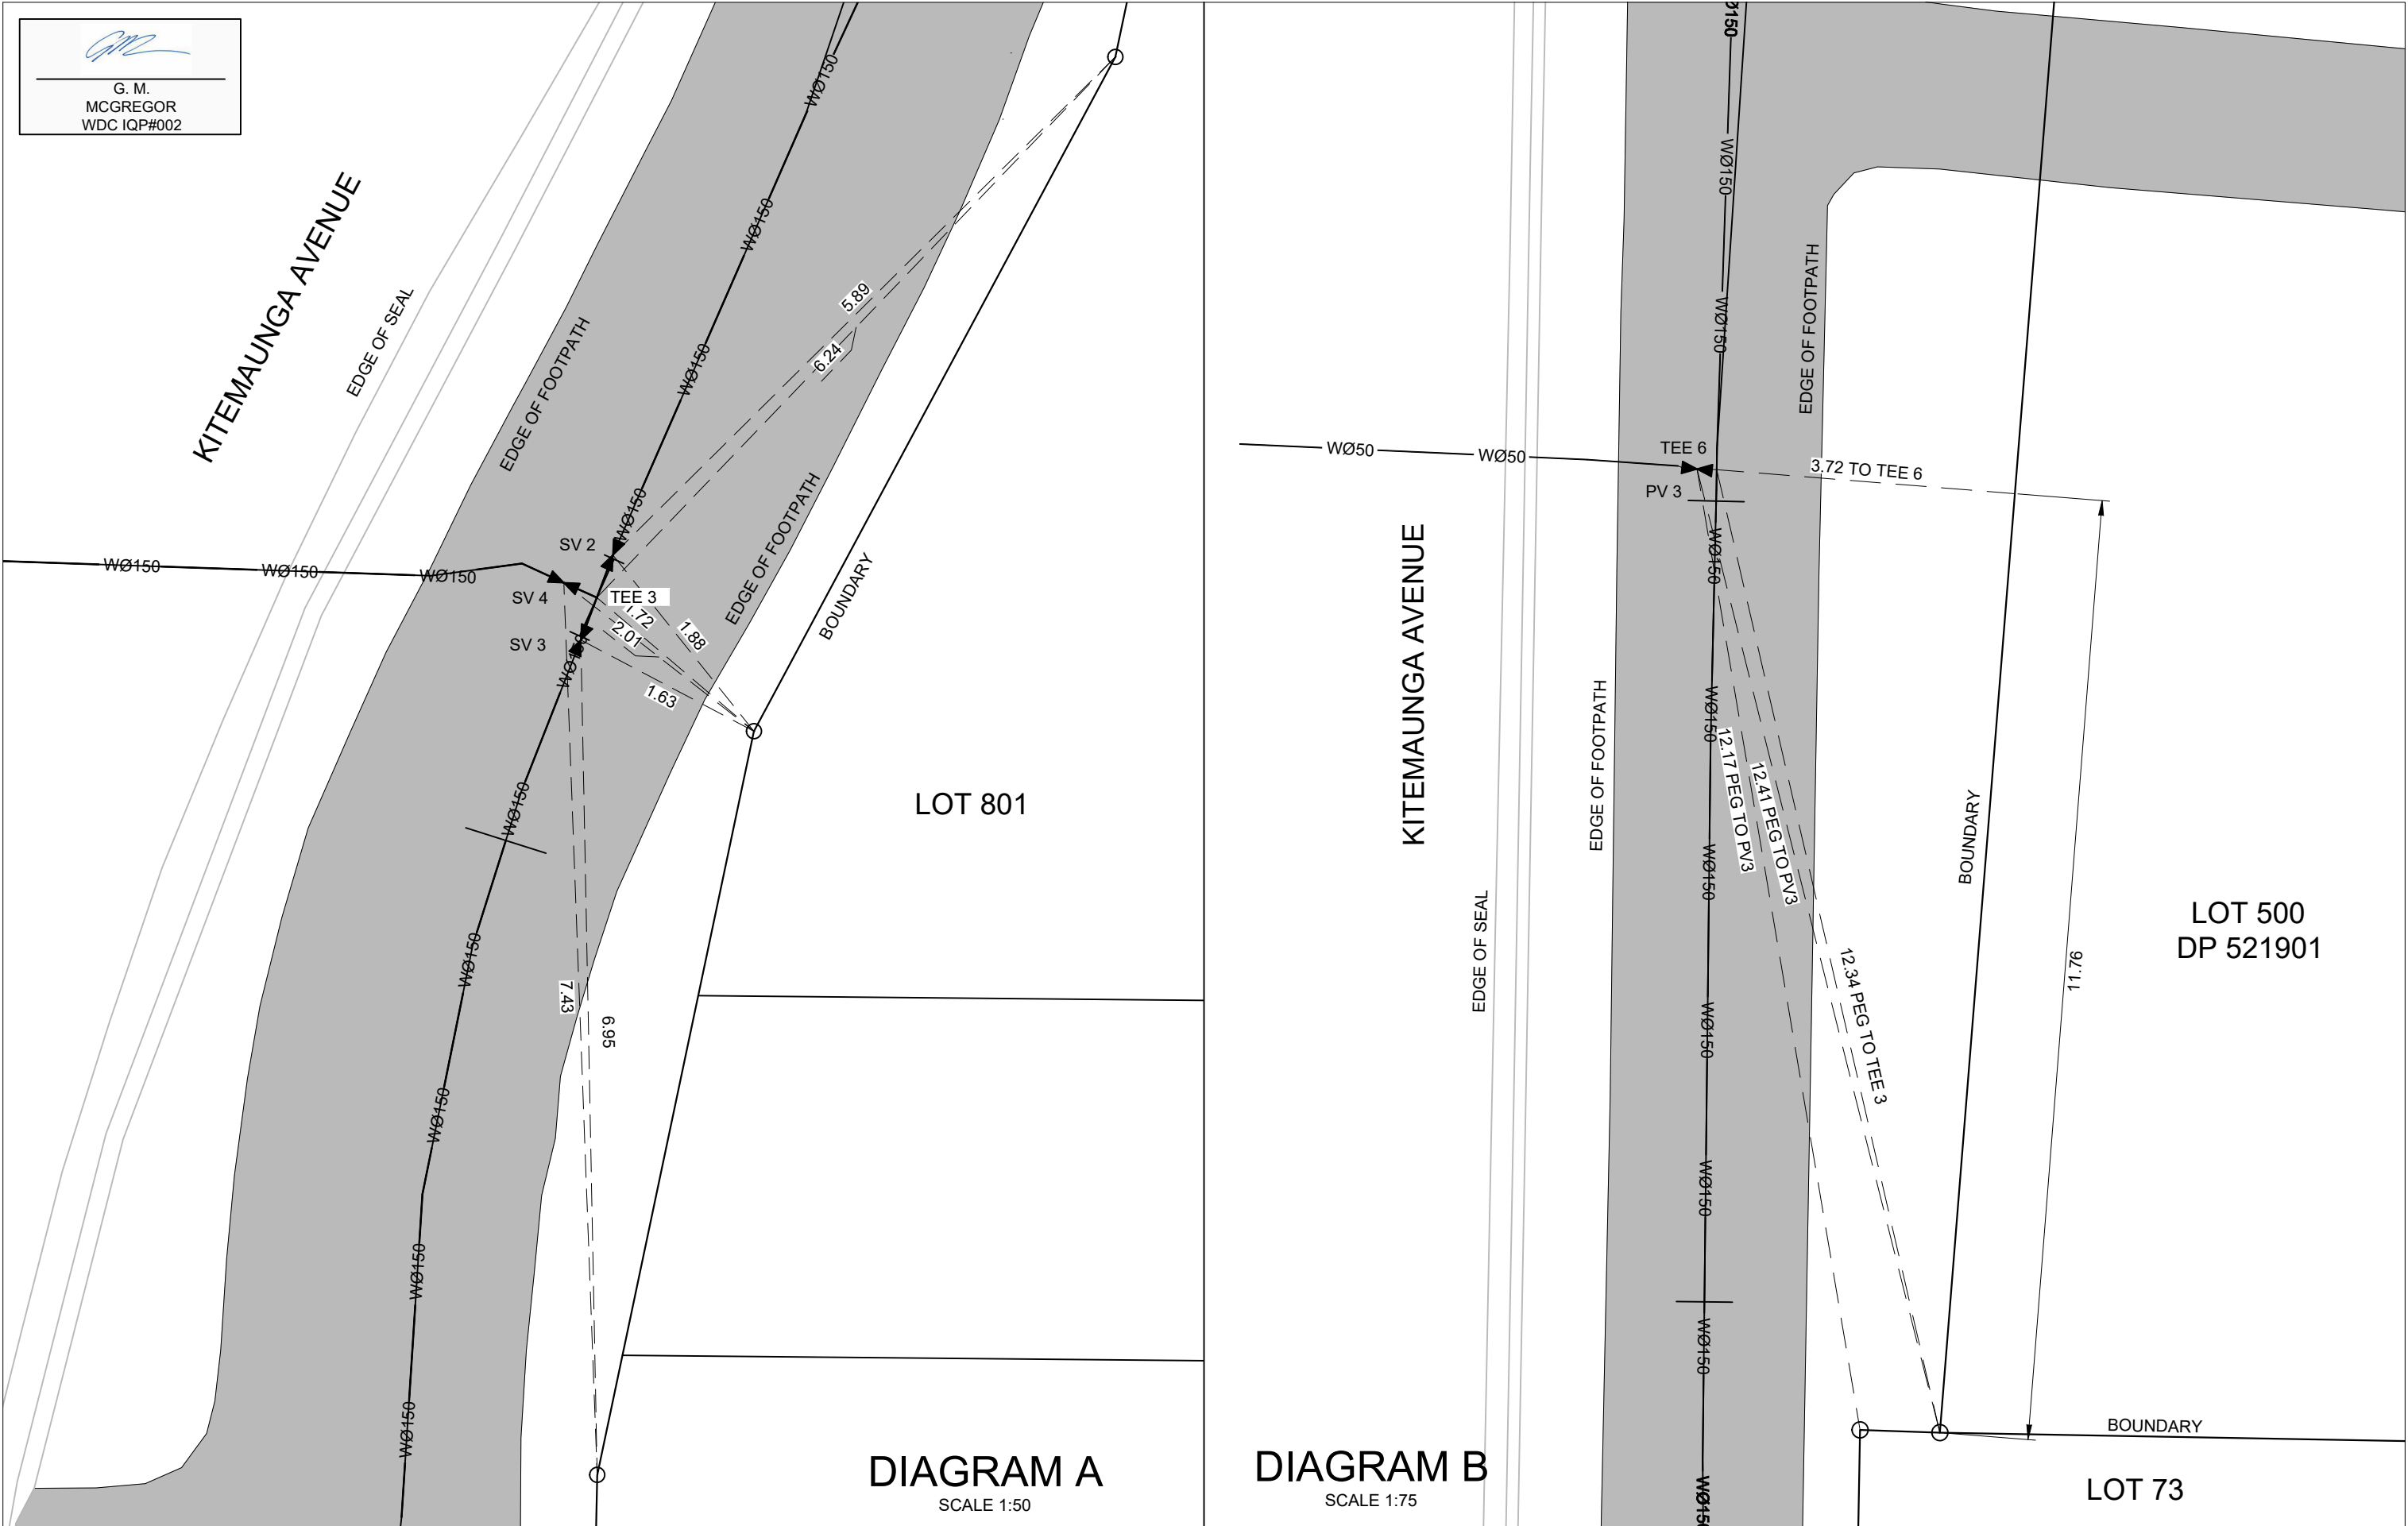 G. M.
MCGREGOR
WDC IQP#002
KITEMAUNGA AVENUE
EDGE OF SEAL
EDGE OF FOOTPATH
WØ150
WØ150
WØ150
WØ150
5.89
6.24
EDGE OF FOOTPATH
BOUNDARY
WØ150
WØ150
WØ150
SV 2
SV 4
TEE 3
SV 3
1.72
2.01
1.88
1.63
WØ150
WØ150
WØ150
WØ150
WØ150
WØ150
7.43
6.95
LOT 801
DIAGRAM A
SCALE 1:50
Ø150
WØ150
WØ150
EDGE OF FOOTPATH
WØ50
WØ50
TEE 6
3.72 TO TEE 6
PV 3
WØ150
WØ150
WØ150
WØ150
WØ150
WØ150
WØ15
KITEMAUNGA AVENUE
EDGE OF FOOTPATH
EDGE OF SEAL
12.17 PEG TO PV3
12.41 PEG TO PV3
12.34 PEG TO TEE 3
BOUNDARY
11.76
LOT 500
DP 521901
BOUNDARY
LOT 73
DIAGRAM B
SCALE 1:75